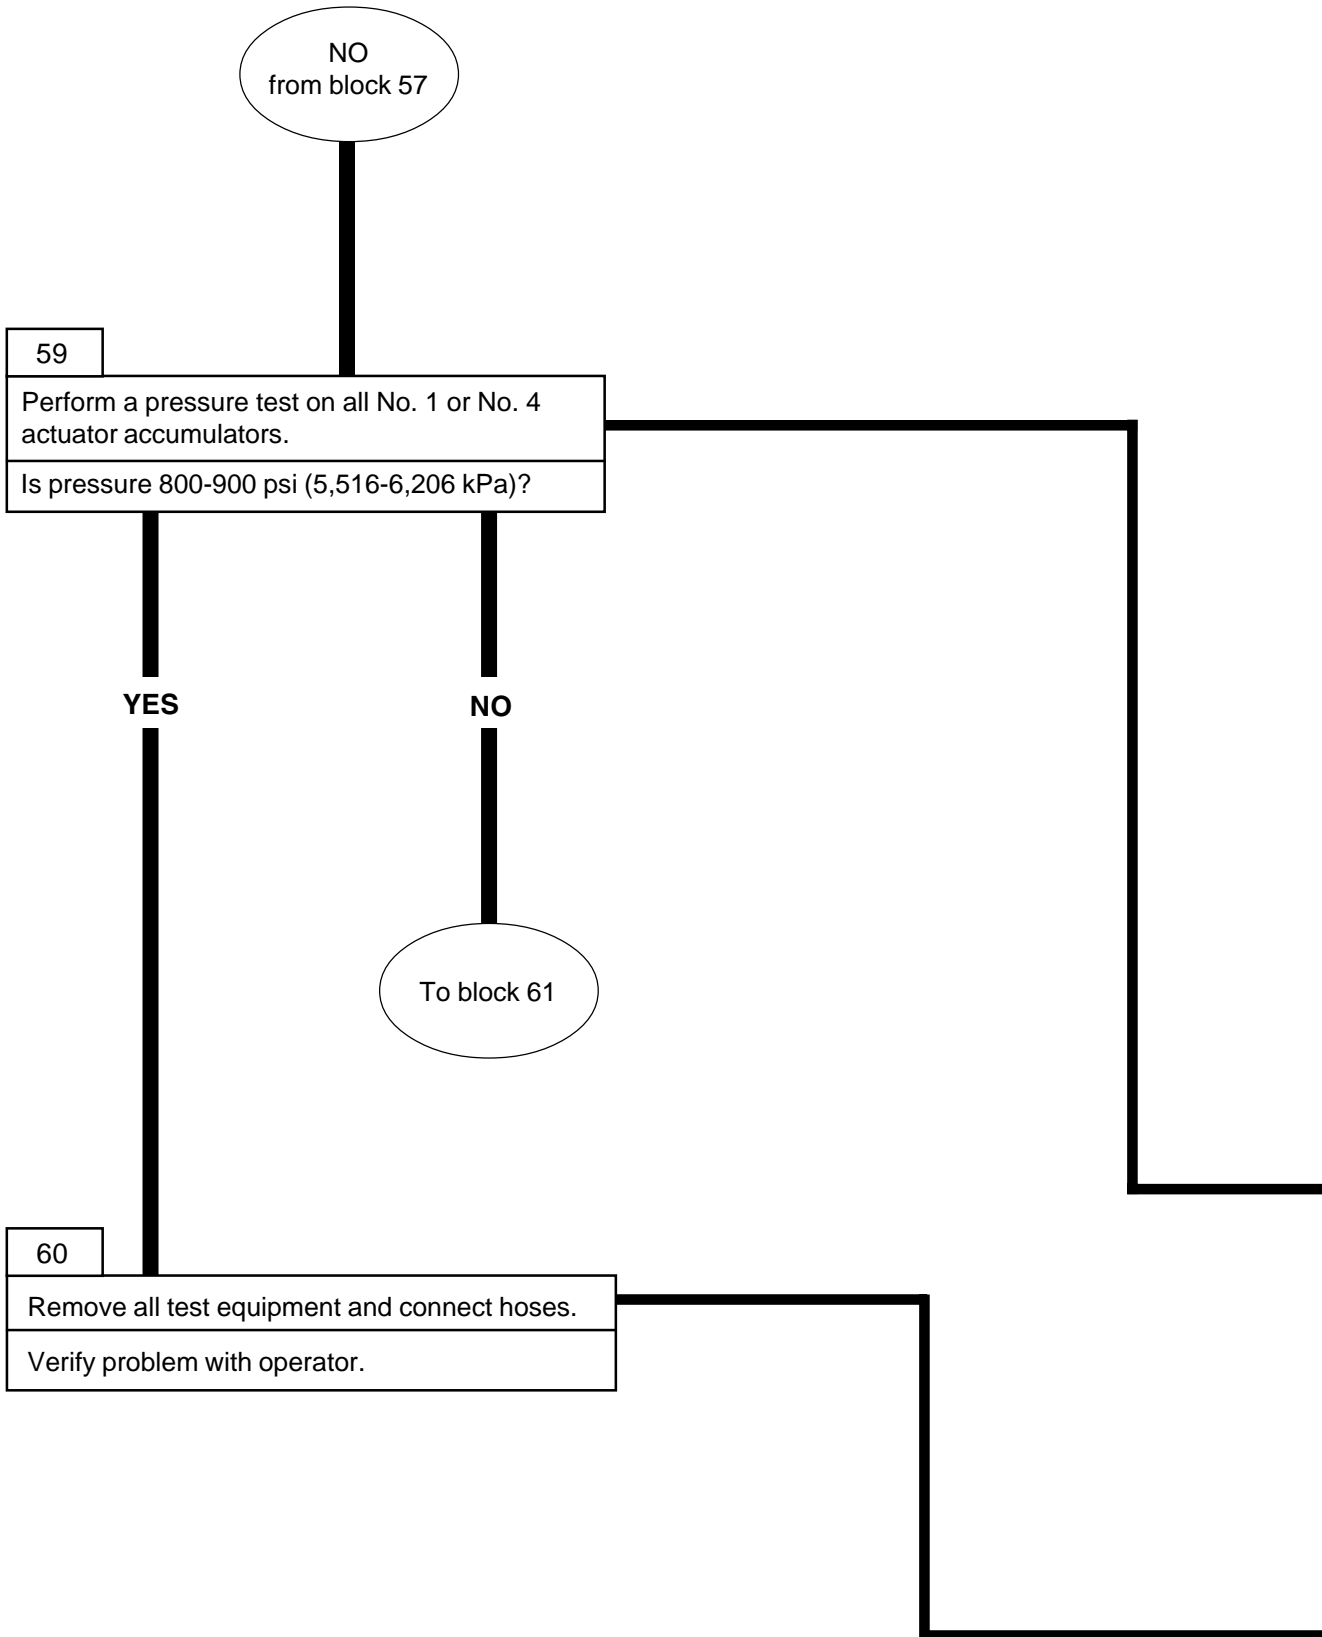 NO
from block 57
59
Perform a pressure test on all No. 1 or No. 4
actuator accumulators.
Is pressure 800-900 psi (5,516-6,206 kPa)?
YES
NO
To block 61
60
Remove all test equipment and connect hoses.
Verify problem with operator.